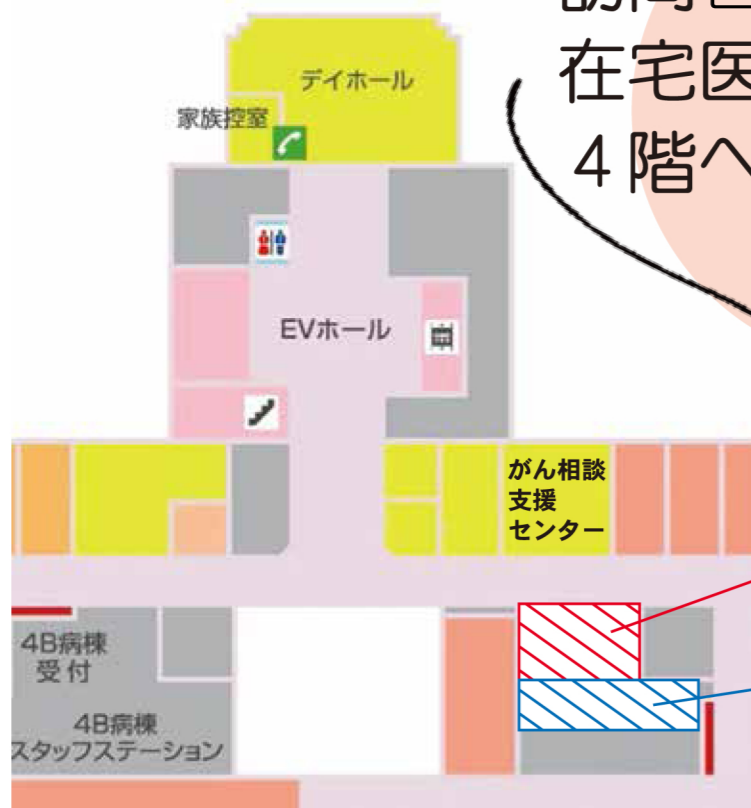 在宅医
4階へ
デイホール
家族控室
EVホール
がん相談
支援
センター
4B病棟
受付
4B病棟
スタッフステーション